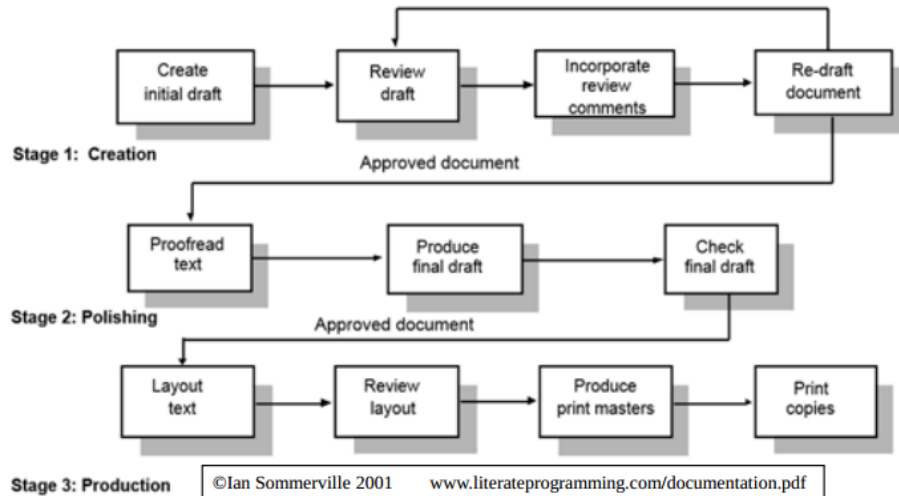 Create
initial draft
Review
draft
Incorporate
review
comments
Re-draft
document
Stage 1: Creation
Approved document
Proofread
text
Produce
final draft
Check
final draft
Stage 2: Polishing
Approved document
Layout
text
Review
layout
Produce
print masters
Print
copies
Stage 3: Production
©Ian Sommerville 2001 www.literateprogramming.com/documentation.pdf